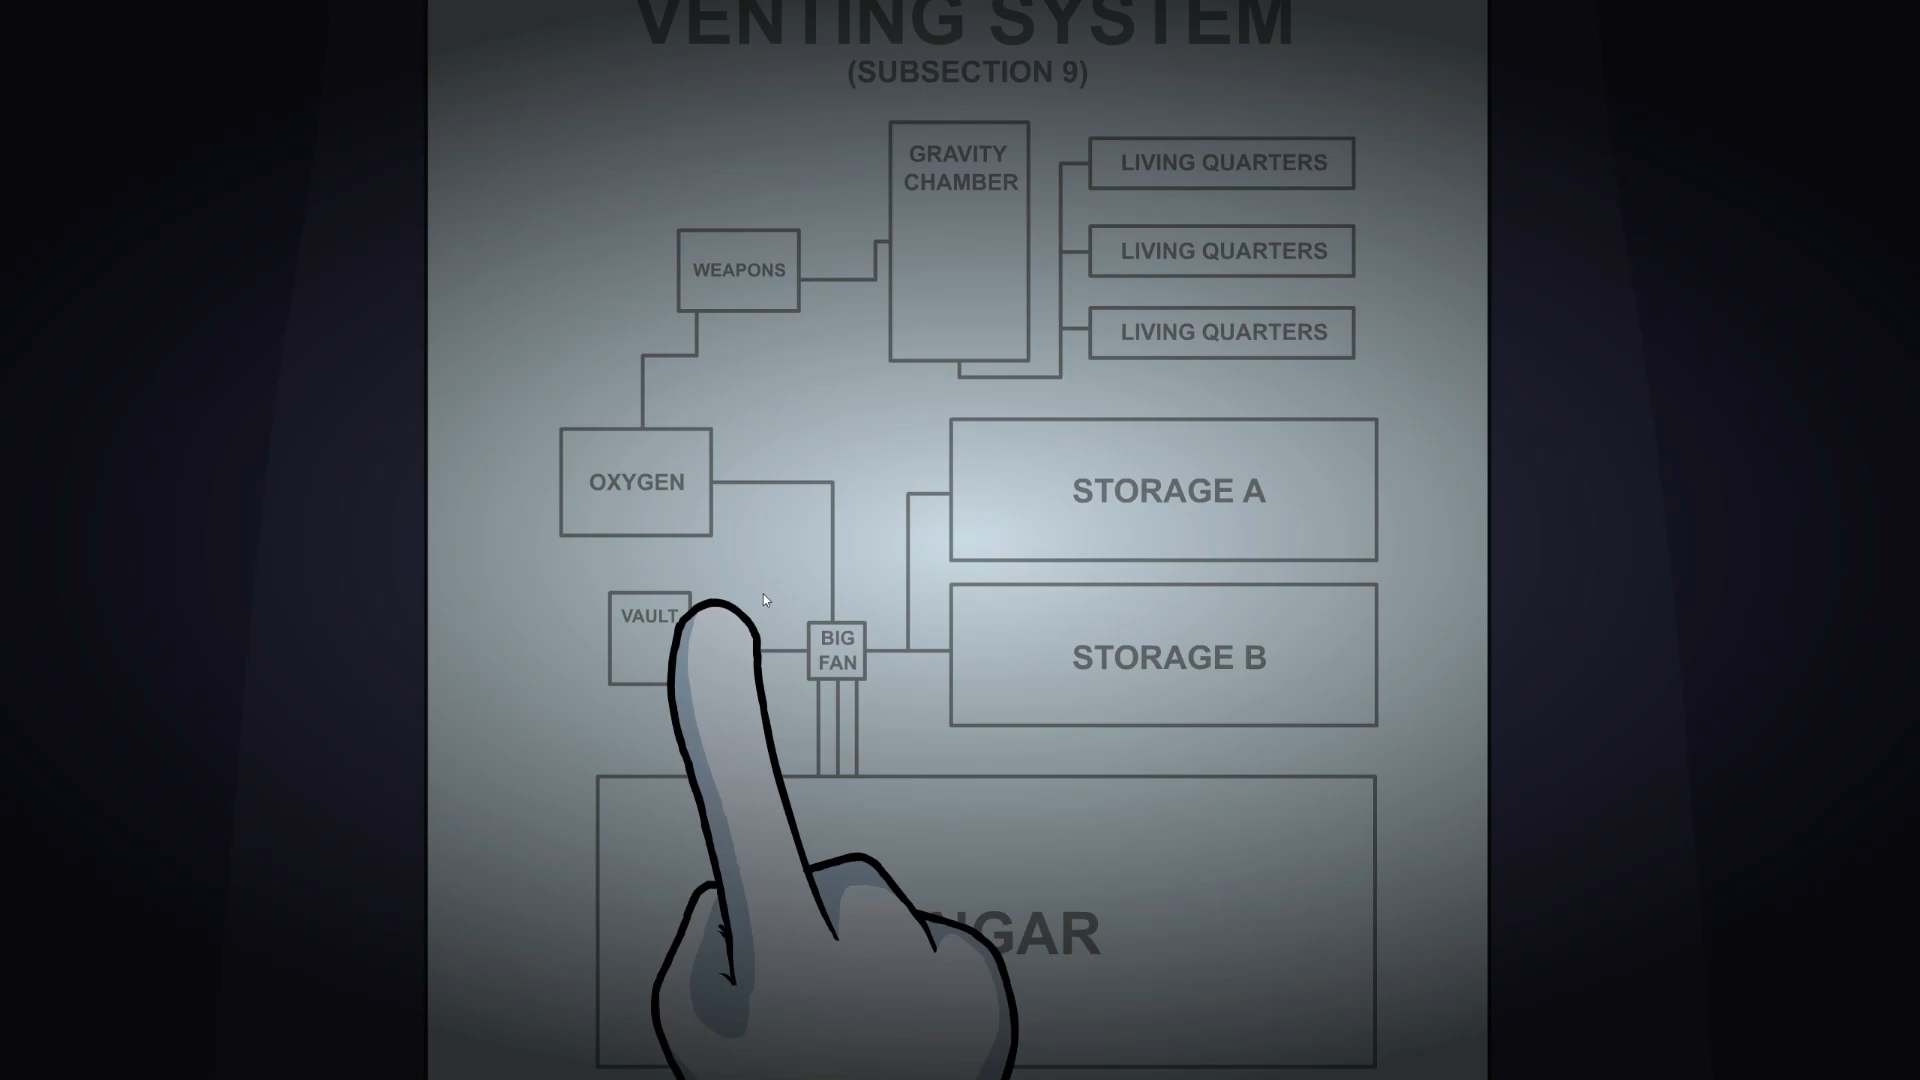 VENTING SYSTEM
(SUBSECTION 9)
GRAVITY
CHAMBER
LIVING QUARTERS
WEAPONS
LIVING QUARTERS
LIVING QUARTERS
OXYGEN
STORAGE A
VAULT
BIG
FAN
STORAGE B